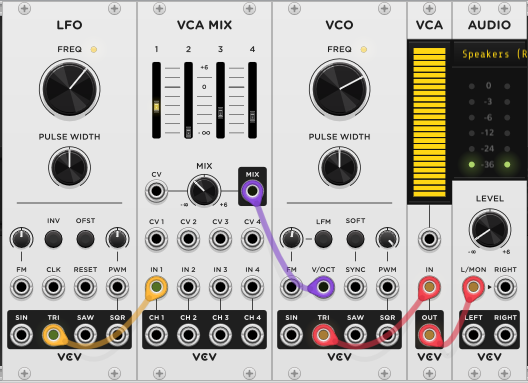 LFO
FREQ
PULSE WIDTH
INV OFST
FM CLK RESET PWM
SIN TRI SAW SQR
VCV
VCA MIX
1 2 3 4
+6
0
-∞
MIX
CV MIX
-∞ +6
CV 1 CV 2 CV 3 CV 4
IN 1 IN 2 IN 3 IN 4
CH 1 CH 2 CH 3 CH 4
VCV
VCO
FREQ
PULSE WIDTH
LFM SOFT
FM V/OCT SYNC PWM
SIN TRI SAW SQR
VCV
VCA
IN
OUT
VCV
AUDIO
Speakers (R
0
-3
-6
-12
-24
-36
LEVEL
-∞ +6
L/MON RIGHT
LEFT RIGHT
VCV